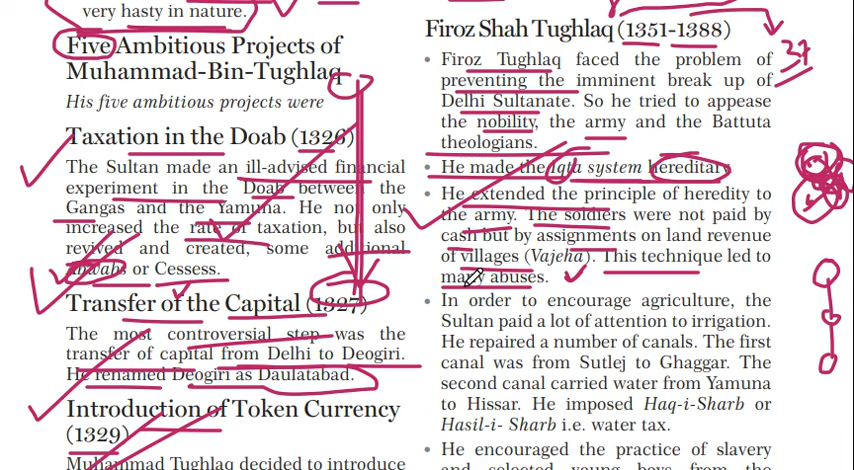 very hasty in nature.
Five Ambitious Projects of
Muhammad-Bin-Tughlaq
His five ambitious projects were
Taxation in the Doab (1326)
The Sultan made an ill-advised financial
experiment in the Doab between the
Gangas and the Yamuna. He not only
increased the rate of taxation, but also
revived and created, some additional
Abwabs or Cessess.
Transfer of the Capital (1327)
The most controversial step was the
transfer of capital from Delhi to Deogiri.
He renamed Deogiri as Daulatabad.
Introduction of Token Currency
(1329)
Muhammad Tughlaq decided to introduce
Firoz Shah Tughlaq (1351-1388)
37
• Firoz Tughlaq faced the problem of
preventing the imminent break up of
Delhi Sultanate. So he tried to appease
the nobility, the army and the Battuta
theologians.
• He made the Iqta system hereditary.
• He extended the principle of heredity to
the army. The soldiers were not paid by
cash but by assignments on land revenue
of villages (Vajeha). This technique led to
many abuses.
• In order to encourage agriculture, the
Sultan paid a lot of attention to irrigation.
He repaired a number of canals. The first
canal was from Sutlej to Ghaggar. The
second canal carried water from Yamuna
to Hissar. He imposed Haq-i-Sharb or
Hasil-i- Sharb i.e. water tax.
• He encouraged the practice of slavery
and selected young boys from the